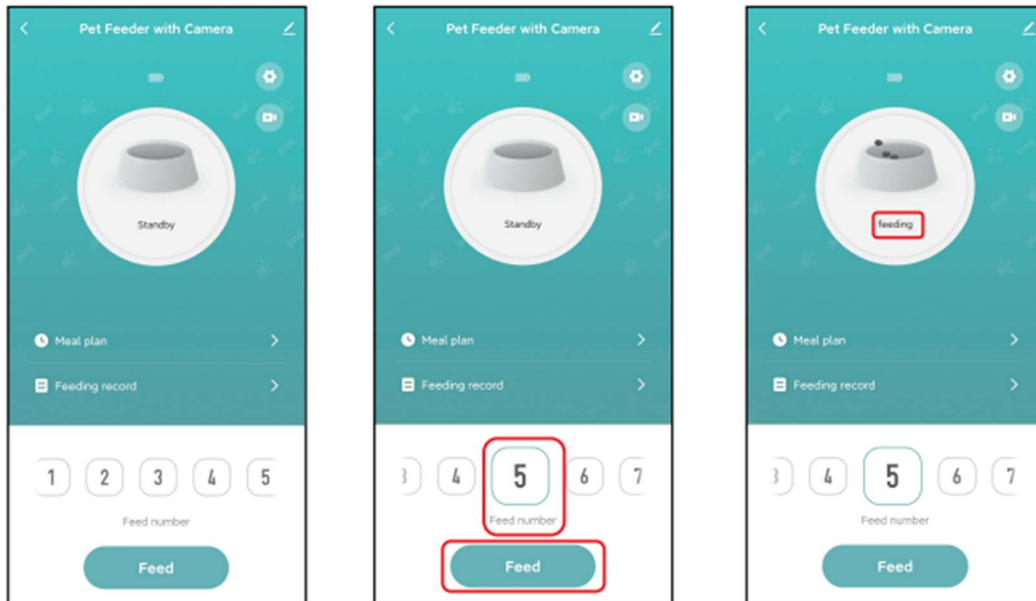 Pet Feeder with Camera
Standby
Meal plan
Feeding record
1 2 3 4 5
Feed number
Feed
Pet Feeder with Camera
Standby
Meal plan
Feeding record
3 4 5 6 7
Feed number
Feed
Pet Feeder with Camera
feeding
Meal plan
Feeding record
3 4 5 6 7
Feed number
Feed